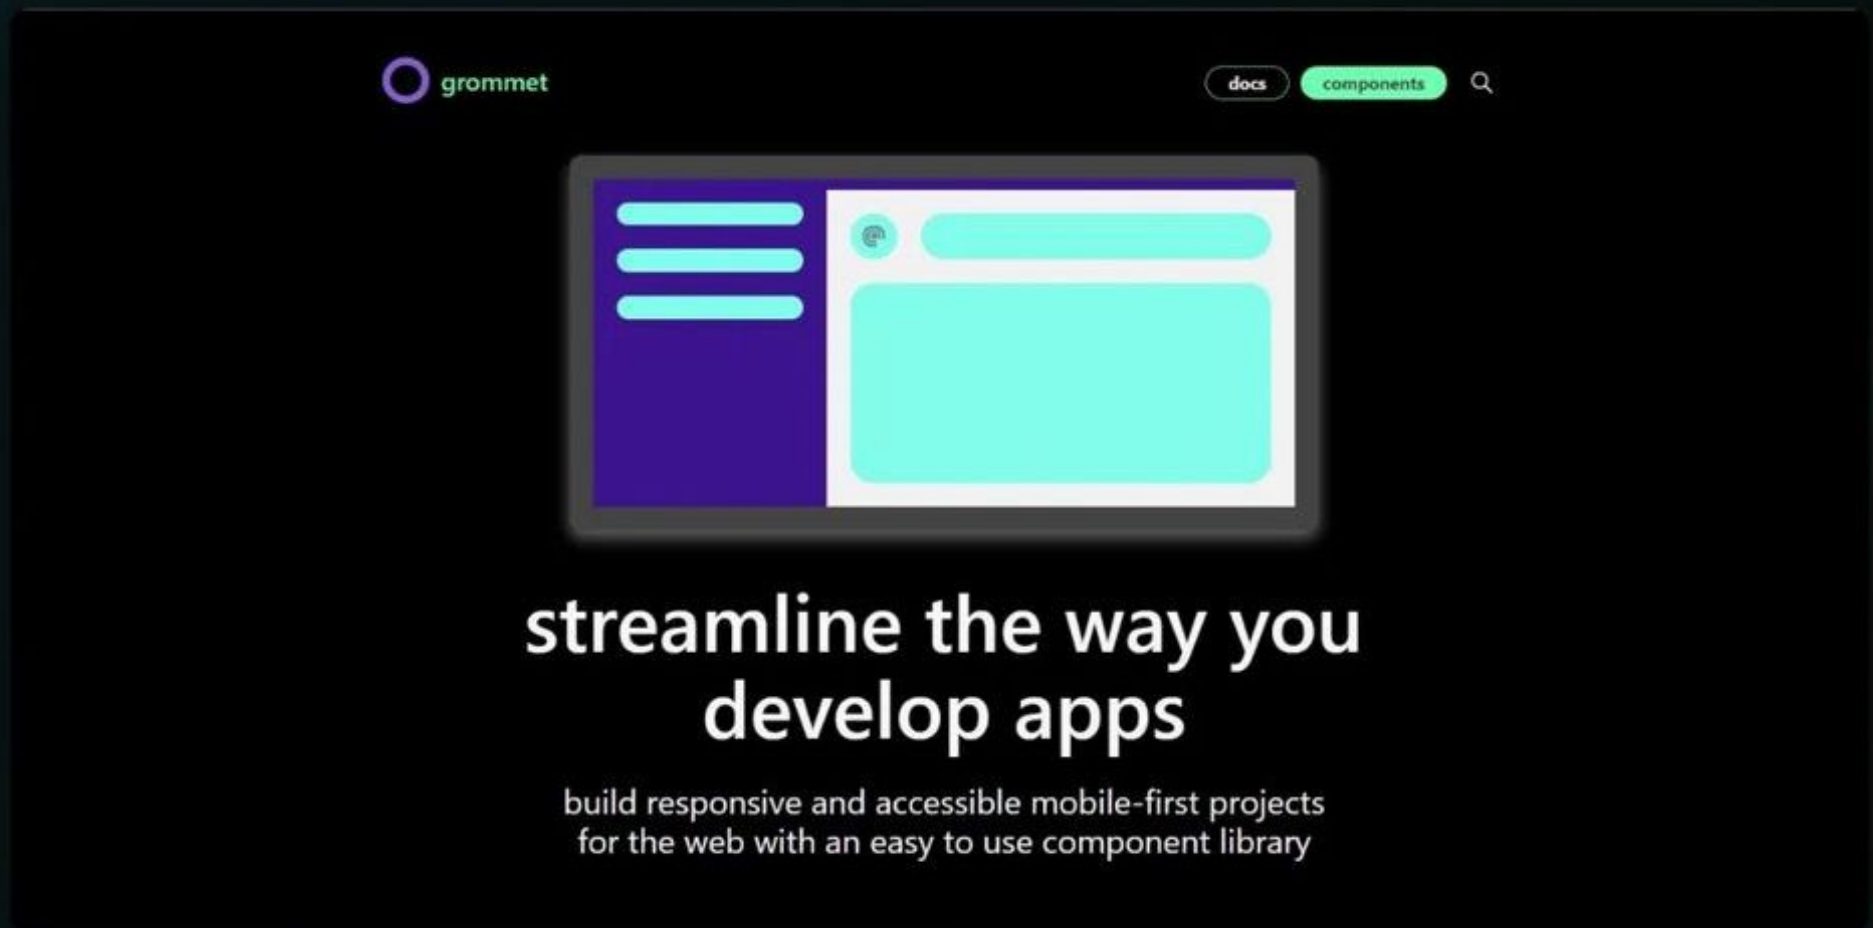 grommet
docs
components
streamline the way you
develop apps
build responsive and accessible mobile-first projects
for the web with an easy to use component library